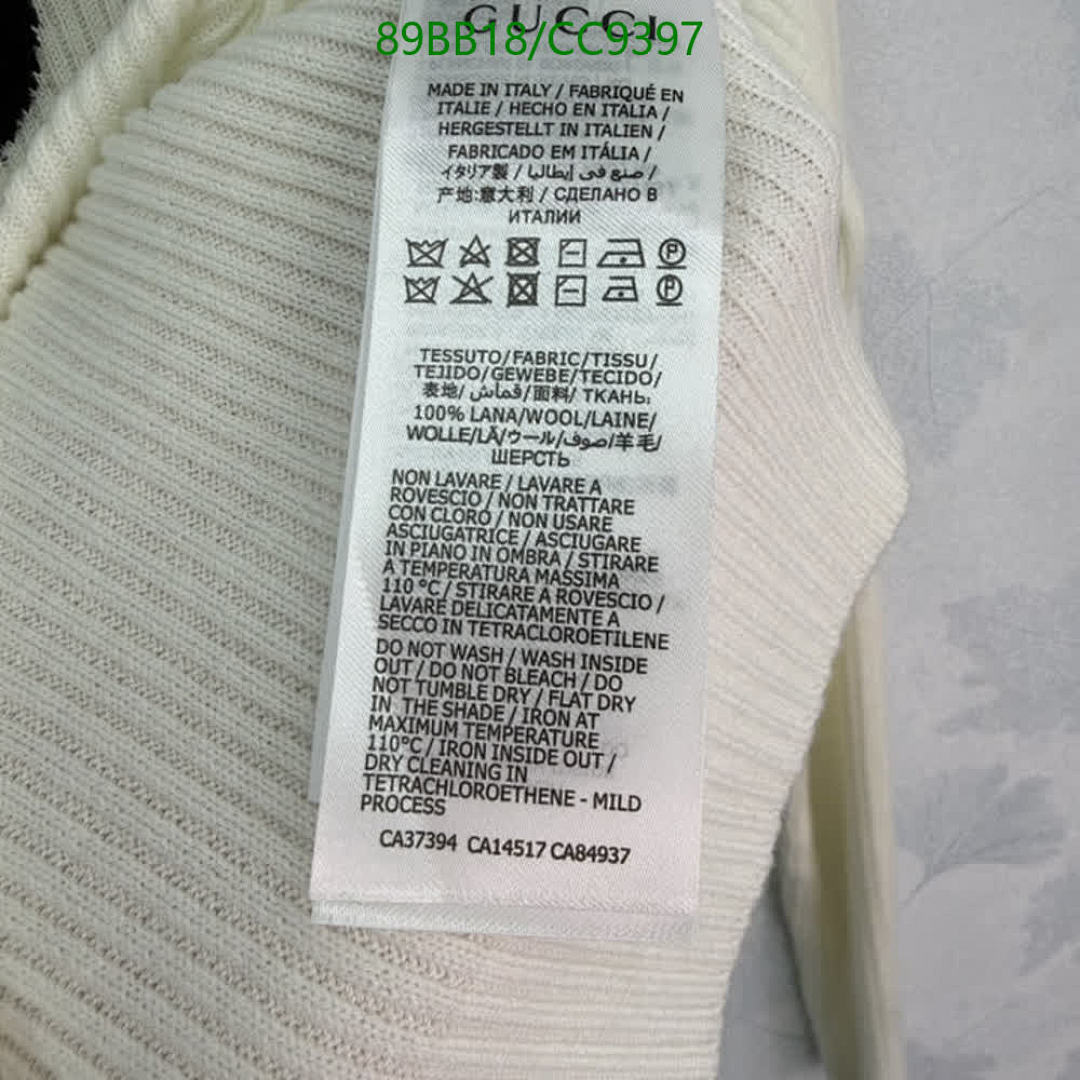 89BB18/CC9397
GUCCI
MADE IN ITALY / FABRIQUÉ EN
ITALIE / HECHO EN ITALIA /
HERGESTELLT IN ITALIEN /
FABRICADO EM ITÁLIA /
イタリア製 / صنع فى إيطاليا /
产地:意大利 / СДЕЛАНО В
ИТАЛИИ
TESSUTO/FABRIC/TISSU/
TEJIDO/GEWEBE/TECIDO/
表地/ قماش/面料/ ТКАНЬ:
100% LANA/WOOL/LAINE/
WOLLE/LÃ/ウール/صوف/羊毛/
ШЕРСТЬ
NON LAVARE / LAVARE A
ROVESCIO / NON TRATTARE
CON CLORO / NON USARE
ASCIUGATRICE / ASCIUGARE
IN PIANO IN OMBRA / STIRARE
A TEMPERATURA MASSIMA
110 °C / STIRARE A ROVESCIO /
LAVARE DELICATAMENTE A
SECCO IN TETRACLOROETILENE
DO NOT WASH / WASH INSIDE
OUT / DO NOT BLEACH / DO
NOT TUMBLE DRY / FLAT DRY
IN THE SHADE / IRON AT
MAXIMUM TEMPERATURE
110°C / IRON INSIDE OUT /
DRY CLEANING IN
TETRACHLOROETHENE - MILD
PROCESS
CA37394 CA14517 CA84937